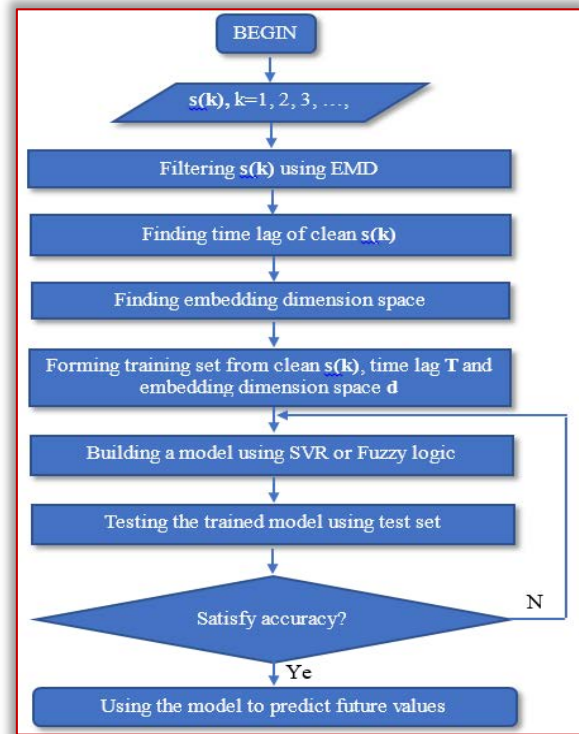 BEGIN
s(k), k=1, 2, 3, …,
Filtering s(k) using EMD
Finding time lag of clean s(k)
Finding embedding dimension space
Forming training set from clean s(k), time lag T and
embedding dimension space d
Building a model using SVR or Fuzzy logic
Testing the trained model using test set
Satisfy accuracy?
N
Ye
Using the model to predict future values